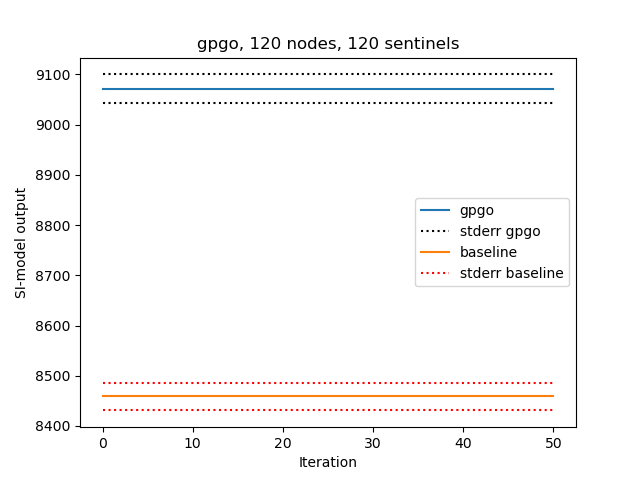 gpgo, 120 nodes, 120 sentinels
9100
9000
8900
8800
8700
8600
8500
8400
SI-model output
gpgo
stderr gpgo
baseline
stderr baseline
0 10 20 30 40 50
Iteration